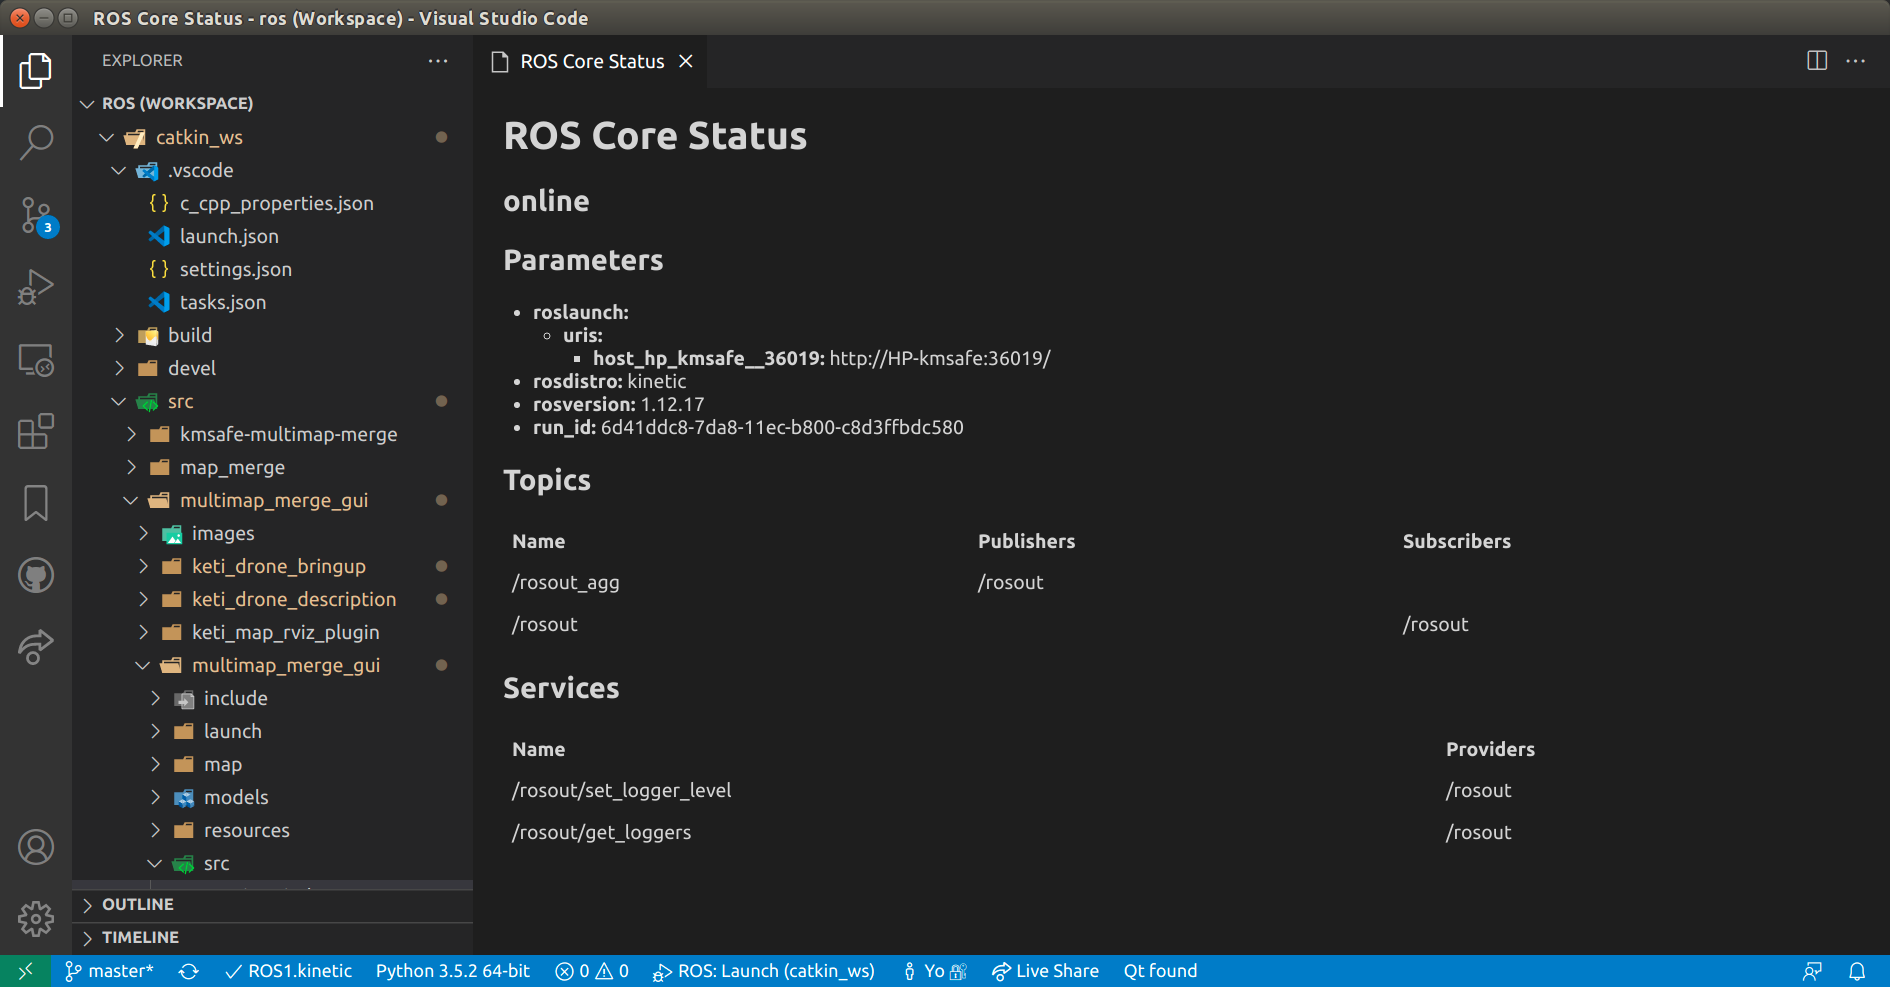 ROS Core Status - ros (Workspace) - Visual Studio Code
EXPLORER
ROS (WORKSPACE)
catkin_ws
.vscode
{} c_cpp_properties.json
launch.json
{} settings.json
tasks.json
build
devel
src
kmsafe-multimap-merge
map_merge
multimap_merge_gui
images
keti_drone_bringup
keti_drone_description
keti_map_rviz_plugin
multimap_merge_gui
include
launch
map
models
resources
src
OUTLINE
TIMELINE
3
ROS Core Status
ROS Core Status
online
Parameters
• roslaunch:
◦ uris:
▪ host_hp_kmsafe__36019: http://HP-kmsafe:36019/
• rosdistro: kinetic
• rosversion: 1.12.17
• run_id: 6d41ddc8-7da8-11ec-b800-c8d3ffbdc580
Topics
Name Publishers Subscribers
/rosout_agg /rosout
/rosout /rosout
Services
Name Providers
/rosout/set_logger_level /rosout
/rosout/get_loggers /rosout
master* ROS1.kinetic Python 3.5.2 64-bit 0 0 ROS: Launch (catkin_ws) Yo Live Share Qt found